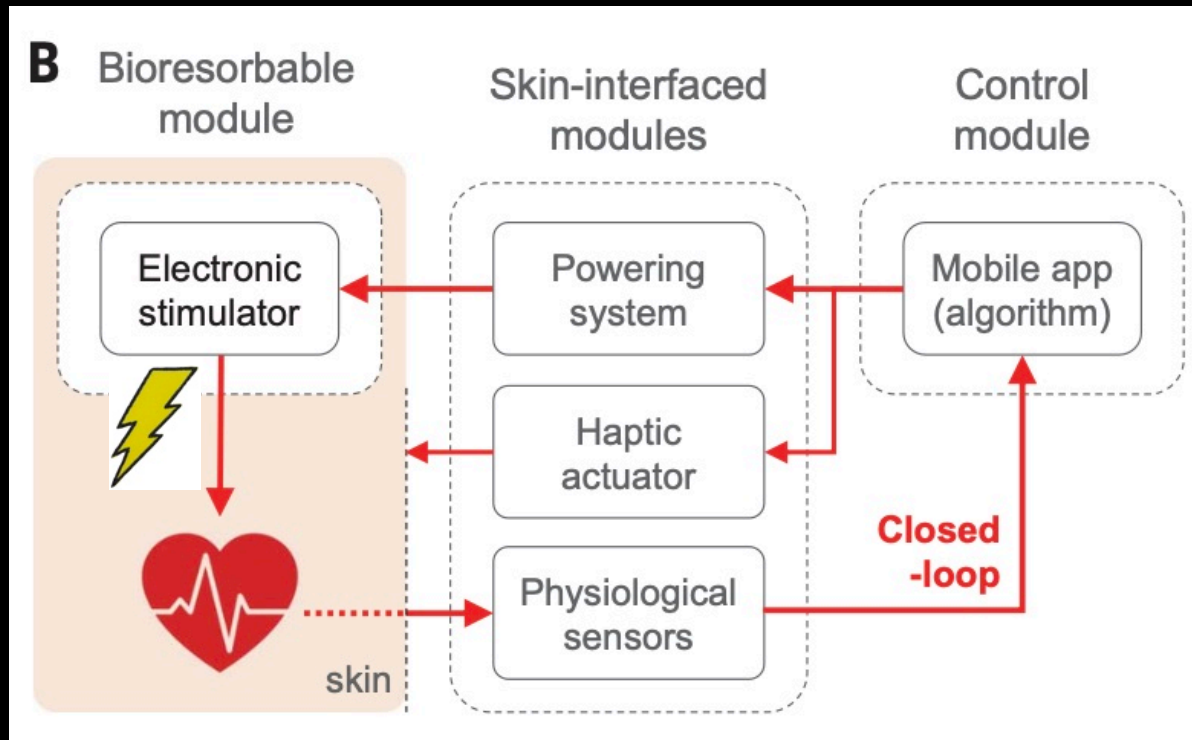 B
Bioresorbable
module
Skin-interfaced
modules
Control
module
Electronic
stimulator
Powering
system
Mobile app
(algorithm)
Haptic
actuator
Closed
-loop
Physiological
sensors
skin